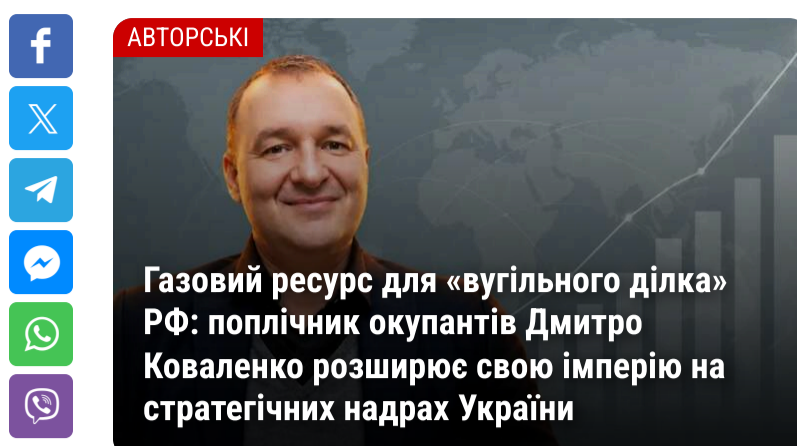 АВТОРСЬКІ
Газовий ресурс для «вугільного ділка»
РФ: поплічник окупантів Дмитро
Коваленко розширює свою імперію на
стратегічних надрах України